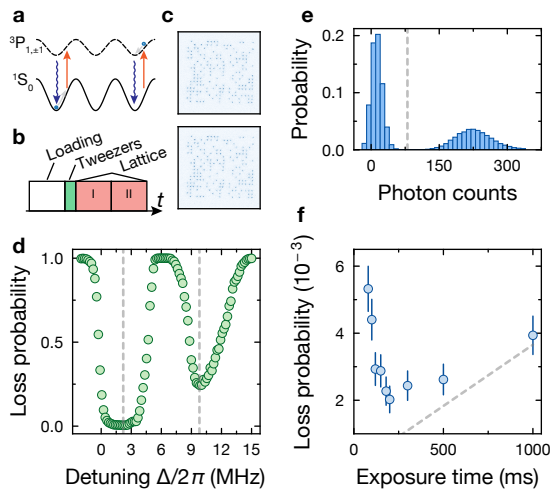 a
³P₁,±₁
¹S₀
b
Loading
Tweezers
Lattice
I
II
t
c
d
Loss probability
1.0
0.5
0.0
0
3
6
9
12
15
Detuning Δ/2π (MHz)
e
Probability
0.2
0.1
0.0
0
150
300
Photon counts
f
Loss probability (10⁻³)
6
4
2
0
500
1000
Exposure time (ms)